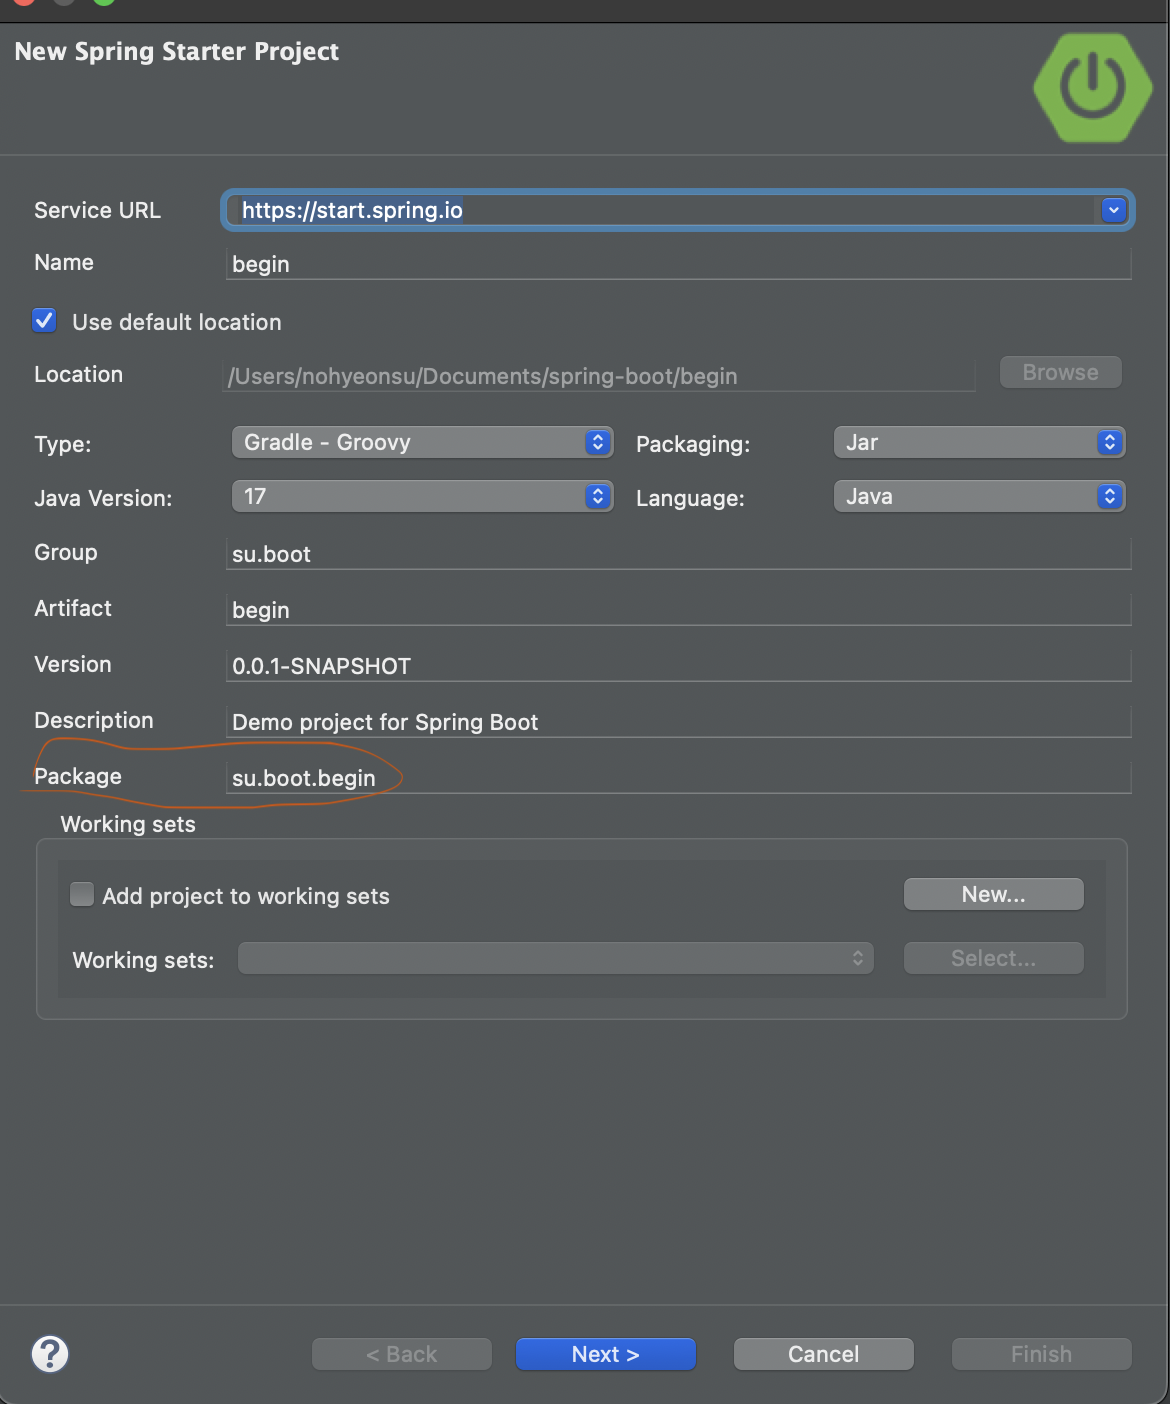 New Spring Starter Project
Service URL https://start.spring.io
Name begin
Use default location
Location /Users/nohyeonsu/Documents/spring-boot/begin Browse
Type: Gradle - Groovy Packaging: Jar
Java Version: 17 Language: Java
Group su.boot
Artifact begin
Version 0.0.1-SNAPSHOT
Description Demo project for Spring Boot
Package su.boot.begin
Working sets
Add project to working sets New...
Working sets: Select...
? < Back Next > Cancel Finish